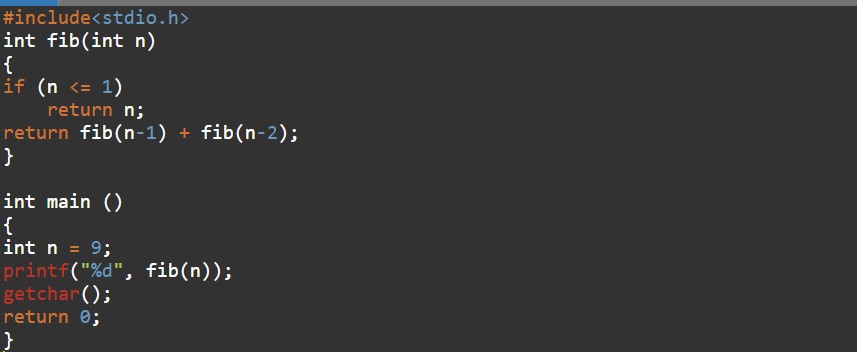 #include<stdio.h>
int fib(int n)
{
if (n <= 1)
    return n;
return fib(n-1) + fib(n-2);
}

int main ()
{
int n = 9;
printf("%d", fib(n));
getchar();
return 0;
}